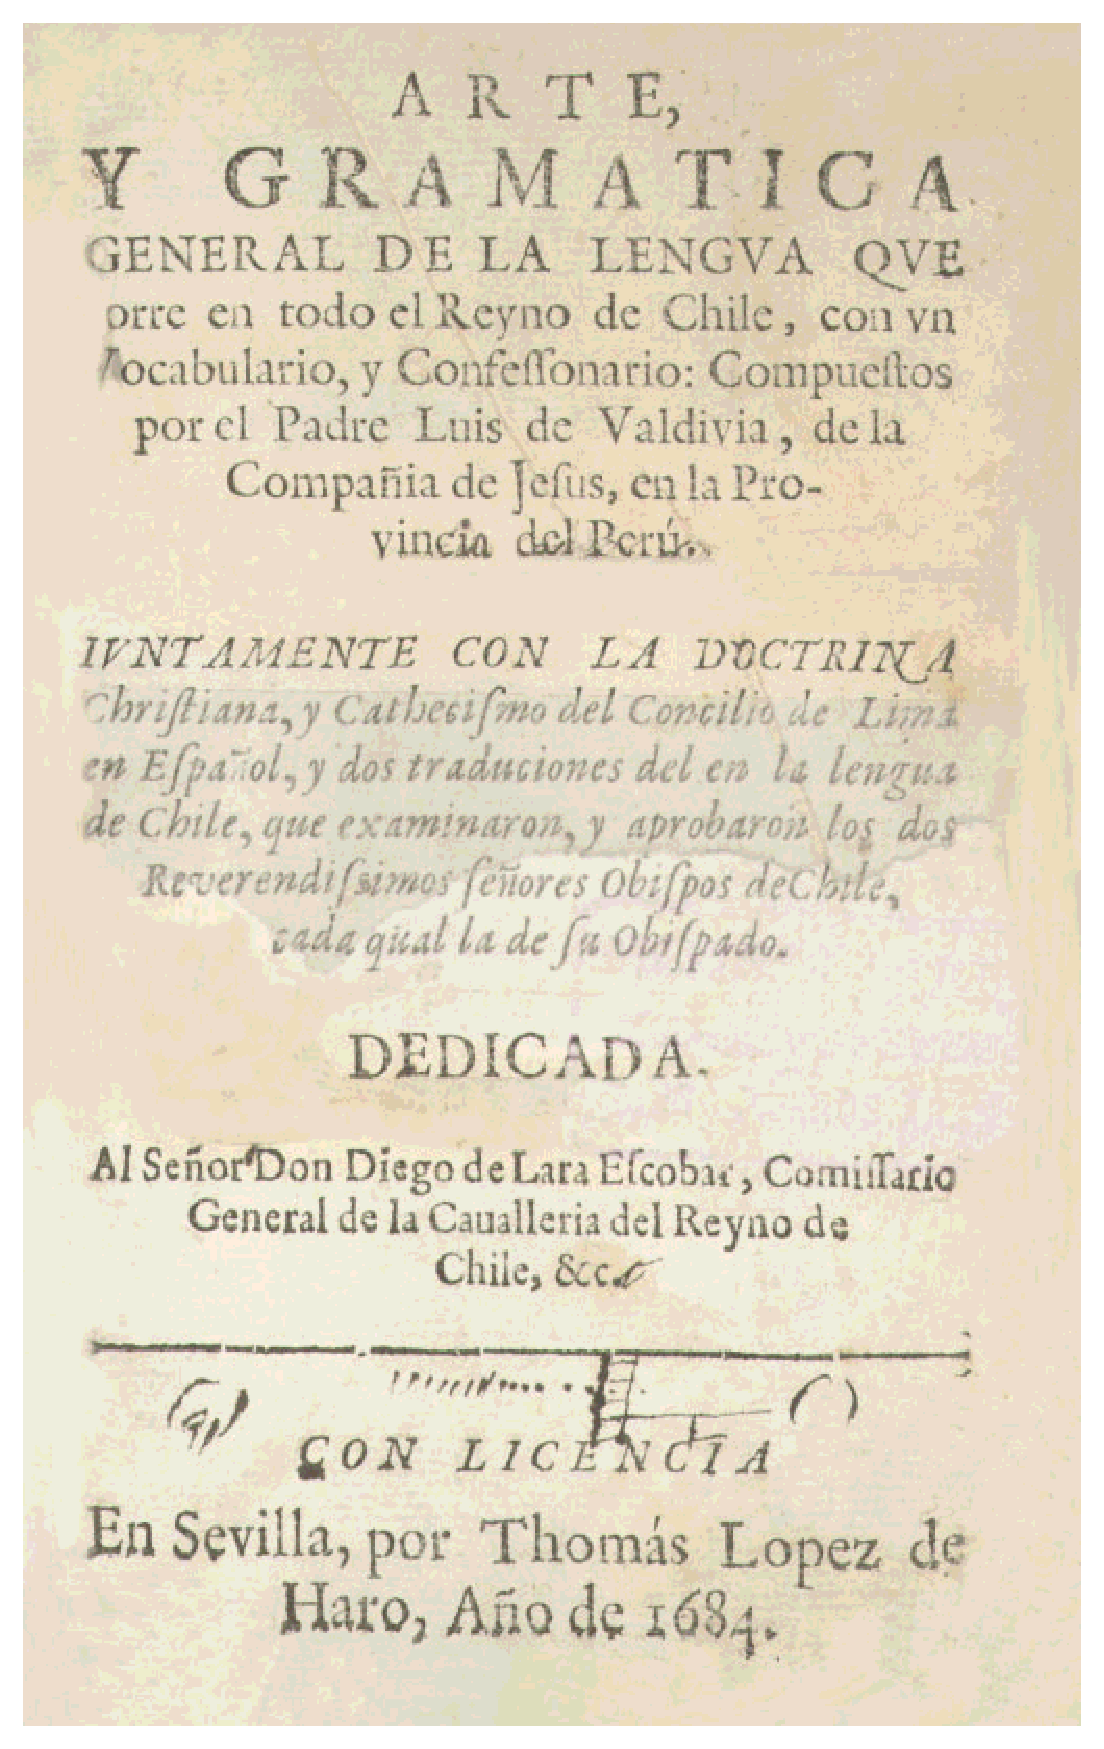 ARTE,
Y GRAMATICA
GENERAL DE LA LENGVA QVE
orre en todo el Reyno de Chile, con vn
Vocabulario, y Confeſſonario: Compueſtos
por el Padre Luis de Valdivia, de la
Compañia de Jeſus, en la Pro-
vincia del Perú.
IVNTAMENTE CON LA DOCTRINA
Chriſtiana, y Catheciſmo del Concilio de Lima
en Eſpañol, y dos traduciones del en la lengua
de Chile, que examinaron, y aprobaron los dos
Reverendiſsimos ſeñores Obiſpos de Chile,
cada qual la de ſu Obiſpado.
DEDICADA.
Al Señor Don Diego de Lara Eſcobar, Comiſſario
General de la Caualleria del Reyno de
Chile, &c.
CON LICENCIA
En Sevilla, por Thomás Lopez de
Haro, Año de 1684.